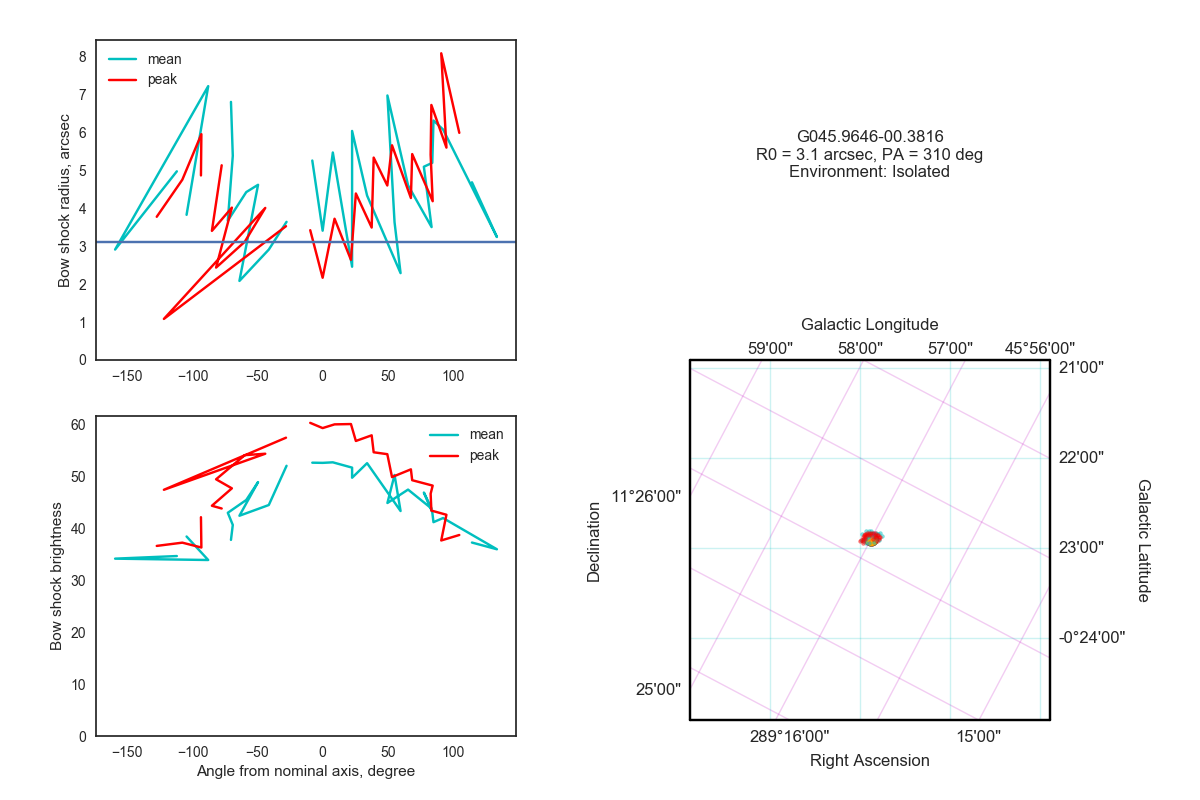 8
7
6
5
4
3
2
1
0
Bow shock radius, arcsec
mean
peak
−150
−100
−50
0
50
100
60
50
40
30
20
10
0
Bow shock brightness
mean
peak
−150
−100
−50
0
50
100
Angle from nominal axis, degree
G045.9646-00.3816
R0 = 3.1 arcsec, PA = 310 deg
Environment: Isolated
Galactic Longitude
59'00"
58'00"
57'00"
45°56'00"
21'00"
22'00"
23'00"
-0°24'00"
Galactic Latitude
11°26'00"
25'00"
Declination
289°16'00"
15'00"
Right Ascension